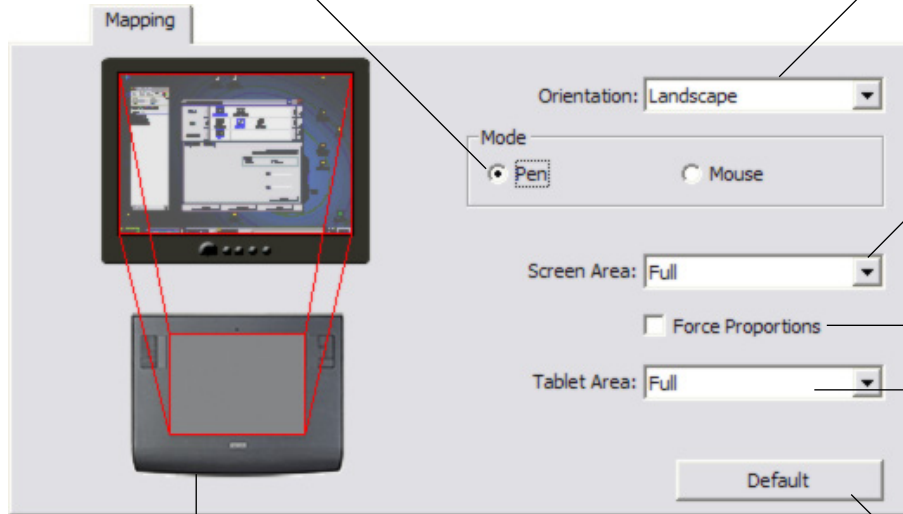 Mapping
Orientation: Landscape
Mode
Pen Mouse
Screen Area: Full
Force Proportions
Tablet Area: Full
Default